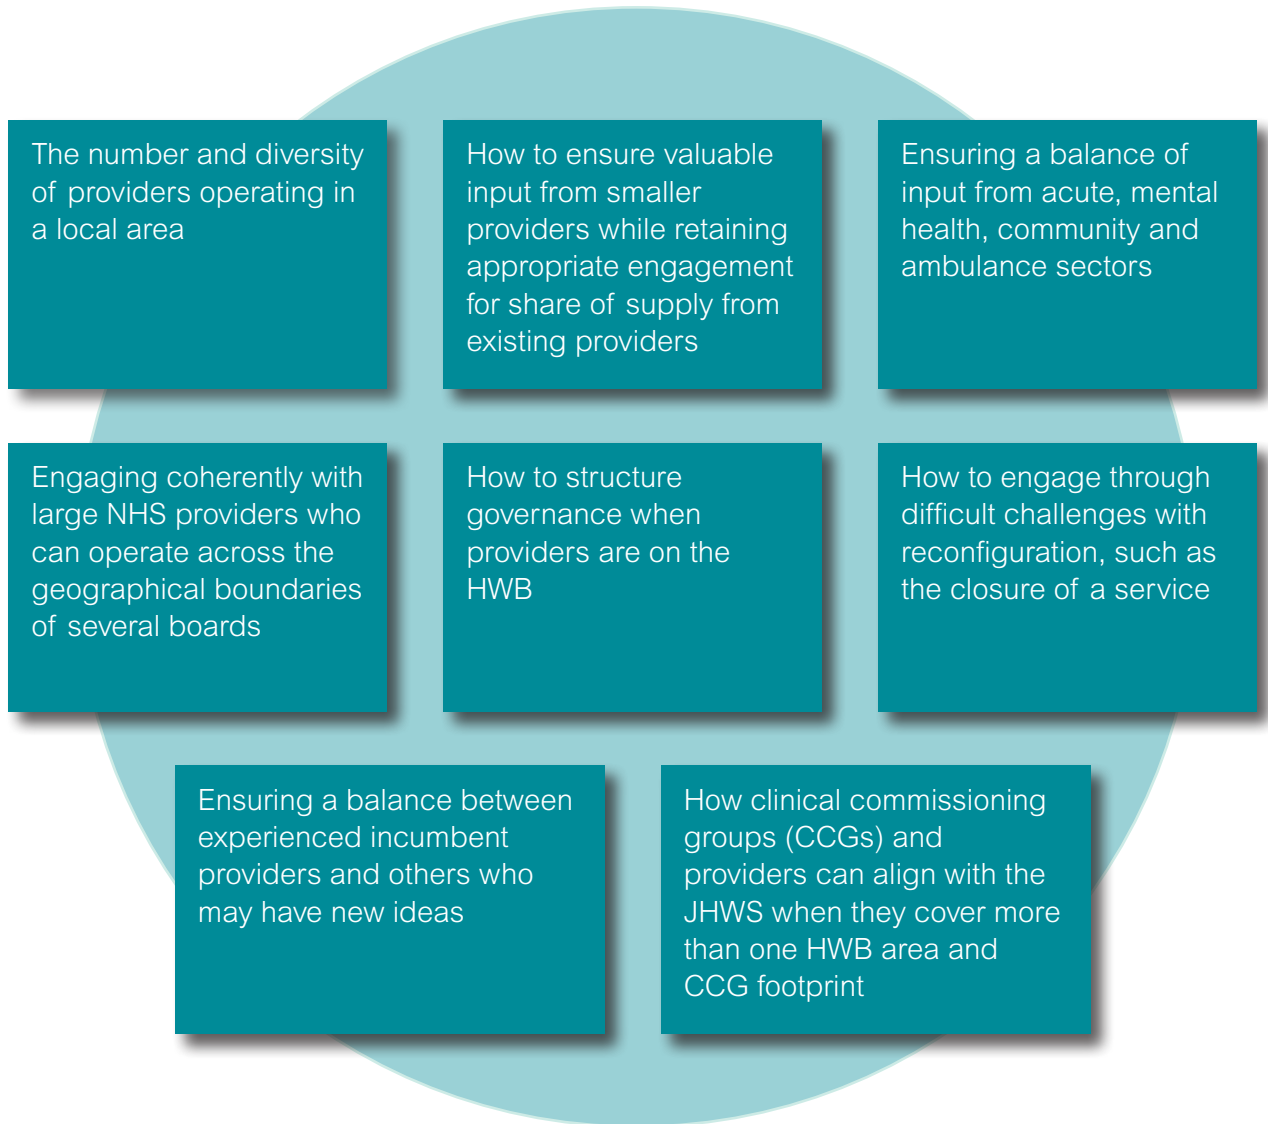 The number and diversity
of providers operating in
a local area
How to ensure valuable
input from smaller
providers while retaining
appropriate engagement
for share of supply from
existing providers
Ensuring a balance of
input from acute, mental
health, community and
ambulance sectors
Engaging coherently with
large NHS providers who
can operate across the
geographical boundaries
of several boards
How to structure
governance when
providers are on the
HWB
How to engage through
difficult challenges with
reconfiguration, such as
the closure of a service
Ensuring a balance between
experienced incumbent
providers and others who
may have new ideas
How clinical commissioning
groups (CCGs) and
providers can align with the
JHWS when they cover more
than one HWB area and
CCG footprint